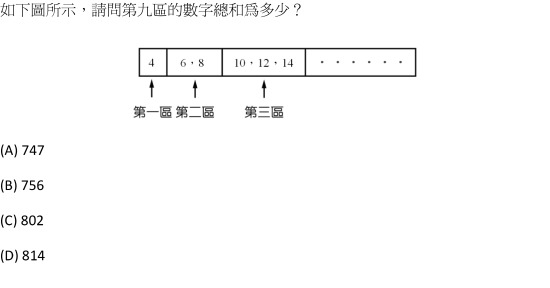 如下圖所示，請問第九區的數字總和為多少？
4 6，8 10，12，14 ‧‧‧‧‧‧
第一區 第二區 第三區
(A) 747
(B) 756
(C) 802
(D) 814